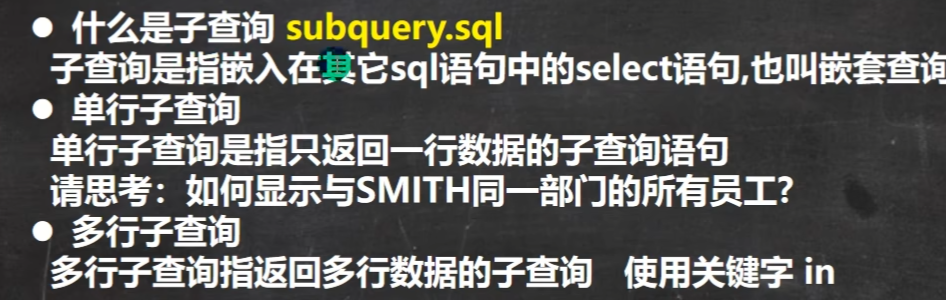 ● 什么是子查询 subquery.sql
子查询是指嵌入在其它sql语句中的select语句,也叫嵌套查询
● 单行子查询
单行子查询是指只返回一行数据的子查询语句
请思考：如何显示与SMITH同一部门的所有员工?
● 多行子查询
多行子查询指返回多行数据的子查询 使用关键字 in